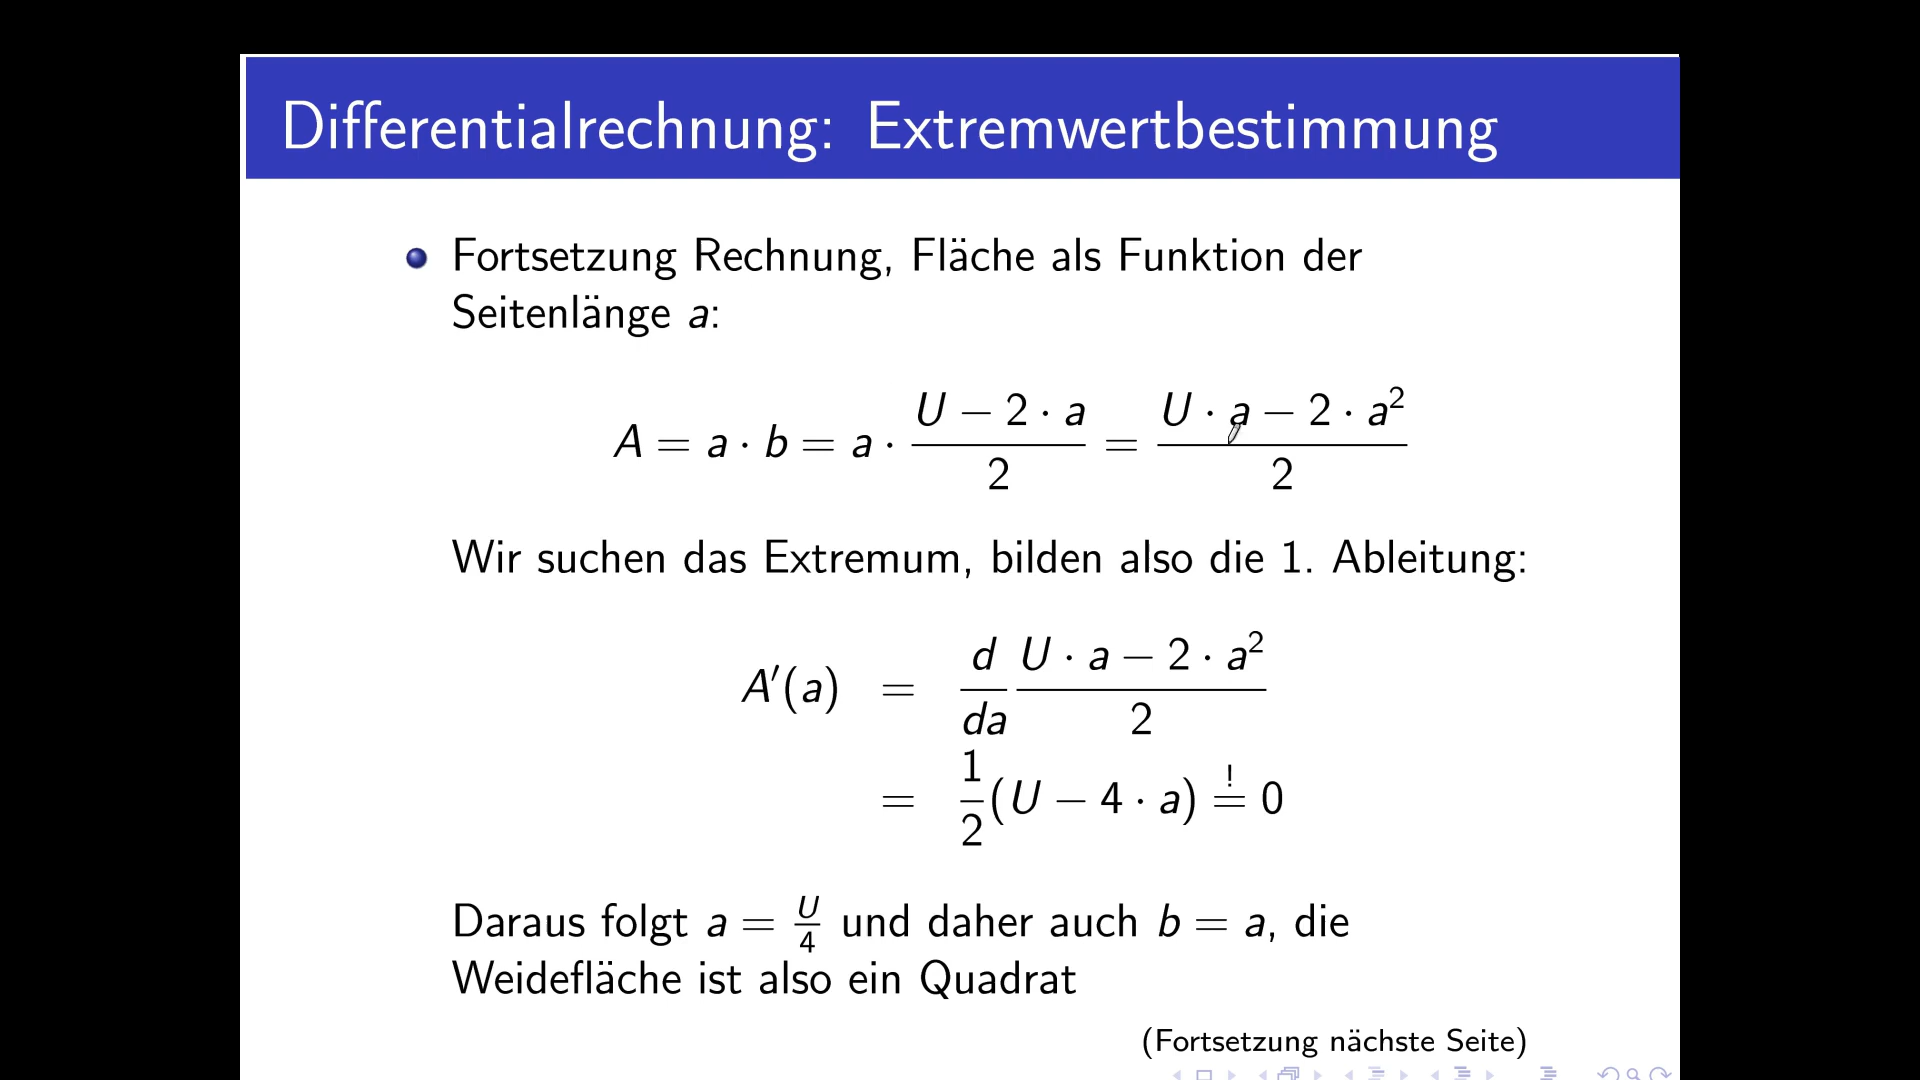 Differentialrechnung: Extremwertbestimmung
Fortsetzung Rechnung, Fläche als Funktion der
Seitenlänge a:
A = a · b = a · (U − 2 · a)/2 = (U · a − 2 · a²)/2
Wir suchen das Extremum, bilden also die 1. Ableitung:
A′(a) = d/da (U · a − 2 · a²)/2
= 1/2 (U − 4 · a) =! 0
Daraus folgt a = U/4 und daher auch b = a, die
Weidefläche ist also ein Quadrat
(Fortsetzung nächste Seite)